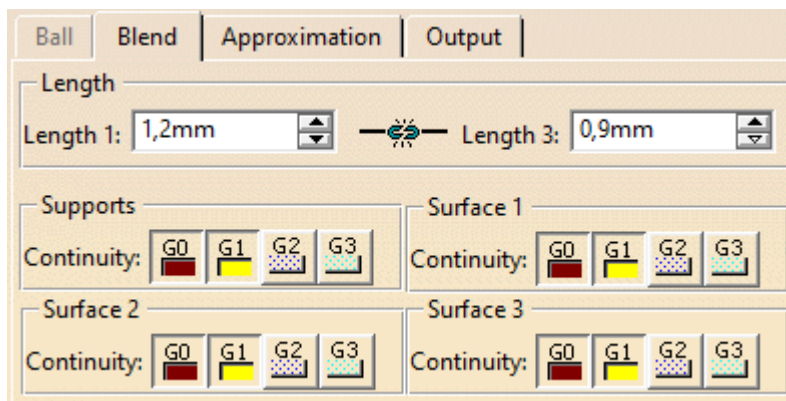 Ball Blend Approximation Output
Length
Length 1: 1,2mm Length 3: 0,9mm
Supports Surface 1
Continuity: G0 G1 G2 G3 Continuity: G0 G1 G2 G3
Surface 2 Surface 3
Continuity: G0 G1 G2 G3 Continuity: G0 G1 G2 G3